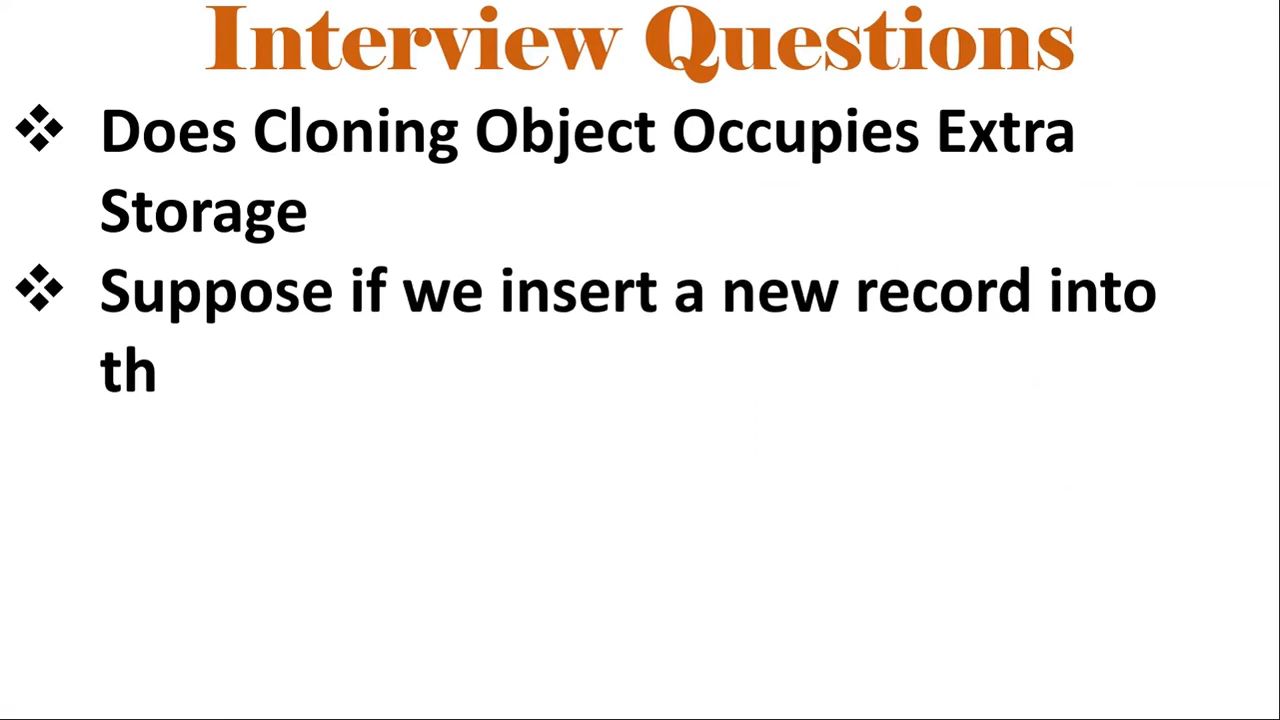 Interview Questions
❖ Does Cloning Object Occupies Extra
Storage
❖ Suppose if we insert a new record into
th